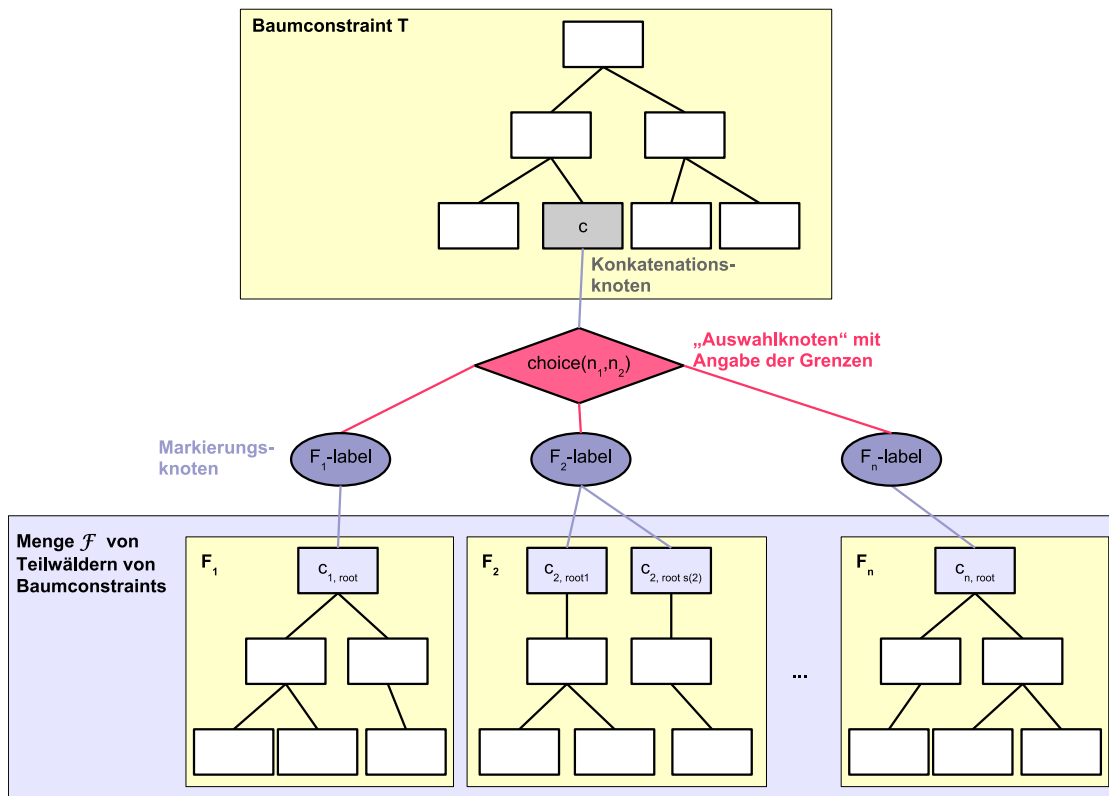 Baumconstraint T
c
Konkatenations-
knoten
choice(n₁,n₂)
„Auswahlknoten“ mit
Angabe der Grenzen
Markierungs-
knoten
F₁-label
F₂-label
Fₙ-label
Menge ℱ von
Teilwäldern von
Baumconstraints
F₁
c1, root
F₂
c2, root1
c2, root s(2)
...
Fₙ
cn, root